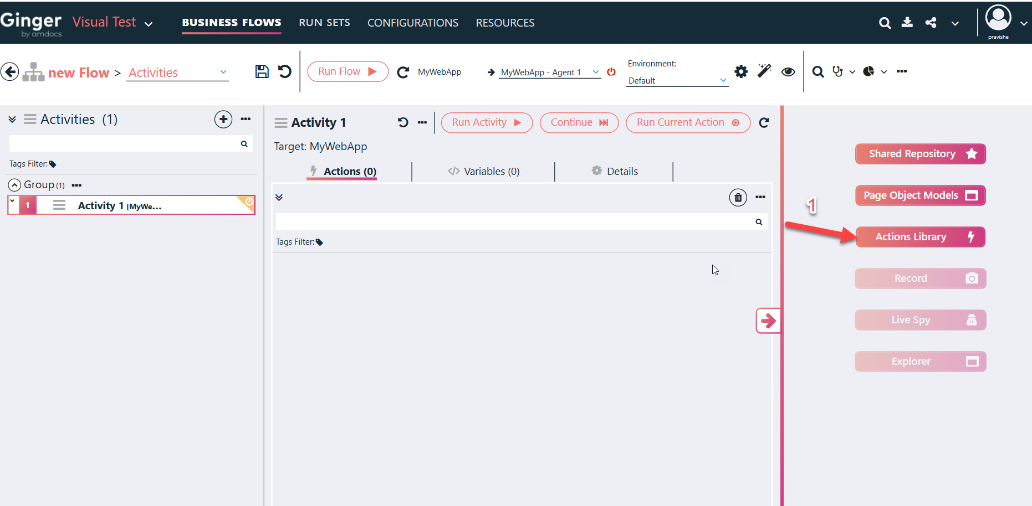 Ginger Visual Test BUSINESS FLOWS RUN SETS CONFIGURATIONS RESOURCES
by amdocs
pravishe
new Flow > Activities Run Flow MyWebApp MyWebApp - Agent 1 Environment:
Default
Activities (1)
Tags Filter:
Group (1)
1 Activity 1 [MyWe...
Activity 1 Run Activity Continue Run Current Action
Target: MyWebApp
Actions (0) Variables (0) Details
Tags Filter:
Shared Repository
Page Object Models
1
Actions Library
Record
Live Spy
Explorer